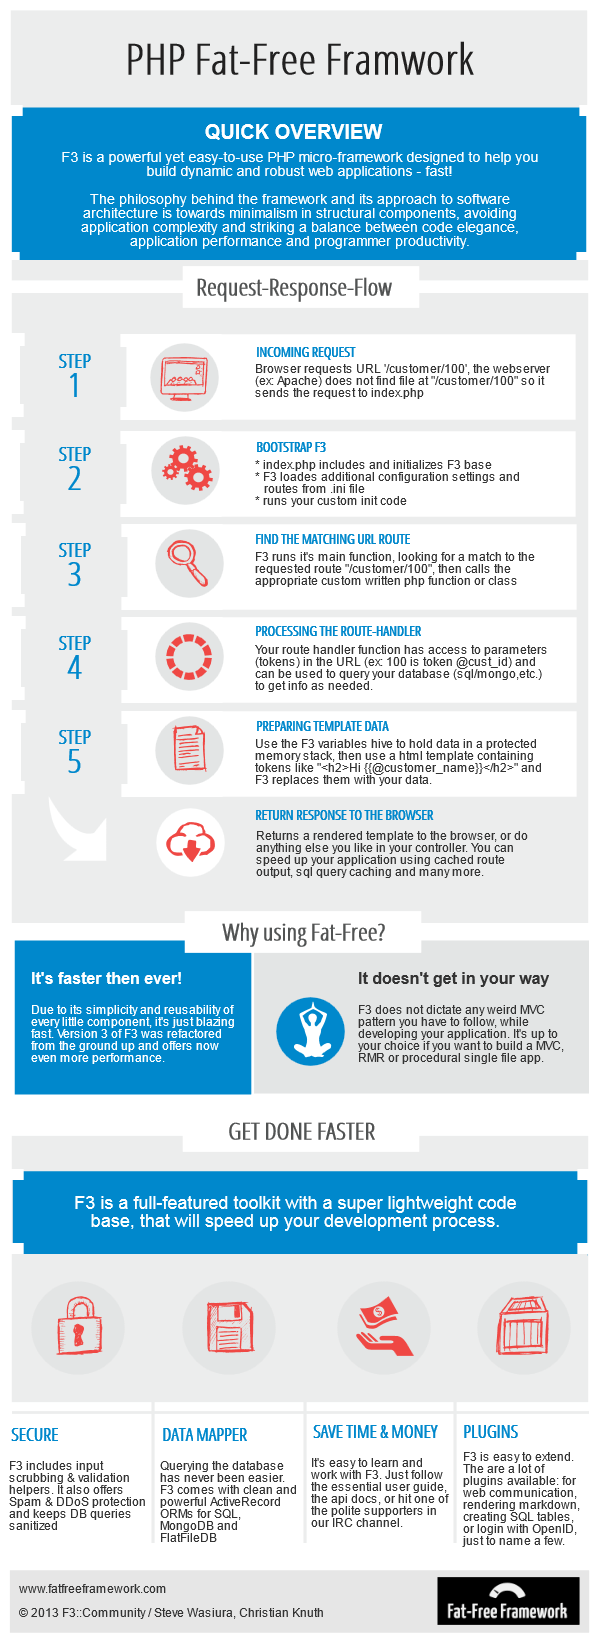 PHP Fat-Free Framwork
QUICK OVERVIEW
F3 is a powerful yet easy-to-use PHP micro-framework designed to help you
build dynamic and robust web applications - fast!
The philosophy behind the framework and its approach to software
architecture is towards minimalism in structural components, avoiding
application complexity and striking a balance between code elegance,
application performance and programmer productivity.
Request-Response-Flow
STEP
1
INCOMING REQUEST
Browser requests URL '/customer/100', the webserver
(ex: Apache) does not find file at "/customer/100" so it
sends the request to index.php
STEP
2
BOOTSTRAP F3
* index.php includes and initializes F3 base
* F3 loades additional configuration settings and
routes from .ini file
* runs your custom init code
STEP
3
FIND THE MATCHING URL ROUTE
F3 runs it's main function, looking for a match to the
requested route "/customer/100", then calls the
appropriate custom written php function or class
STEP
4
PROCESSING THE ROUTE-HANDLER
Your route handler function has access to parameters
(tokens) in the URL (ex: 100 is token @cust_id) and
can be used to query your database (sql/mongo,etc.)
to get info as needed.
STEP
5
PREPARING TEMPLATE DATA
Use the F3 variables hive to hold data in a protected
memory stack, then use a html template containing
tokens like "<h2>Hi {{@customer_name}}</h2>" and
F3 replaces them with your data.
RETURN RESPONSE TO THE BROWSER
Returns a rendered template to the browser, or do
anything else you like in your controller. You can
speed up your application using cached route
output, sql query caching and many more.
Why using Fat-Free?
It's faster then ever!
Due to its simplicity and reusability of
every little component, it's just blazing
fast. Version 3 of F3 was refactored
from the ground up and offers now
even more performance.
It doesn't get in your way
F3 does not dictate any weird MVC
pattern you have to follow, while
developing your application. It's up to
your choice if you want to build a MVC,
RMR or procedural single file app.
GET DONE FASTER
F3 is a full-featured toolkit with a super lightweight code
base, that will speed up your development process.
SECURE
F3 includes input
scrubbing & validation
helpers. It also offers
Spam & DDoS protection
and keeps DB queries
sanitized
DATA MAPPER
Querying the database
has never been easier.
F3 comes with clean and
powerful ActiveRecord
ORMs for SQL,
MongoDB and
FlatFileDB
SAVE TIME & MONEY
It's easy to learn and
work with F3. Just follow
the essential user guide,
the api docs, or hit one of
the polite supporters in
our IRC channel.
PLUGINS
F3 is easy to extend.
The are a lot of
plugins available: for
web communication,
rendering markdown,
creating SQL tables,
or login with OpenID,
just to name a few.
www.fatfreeframework.com
© 2013 F3::Community / Steve Wasiura, Christian Knuth
Fat-Free Framework